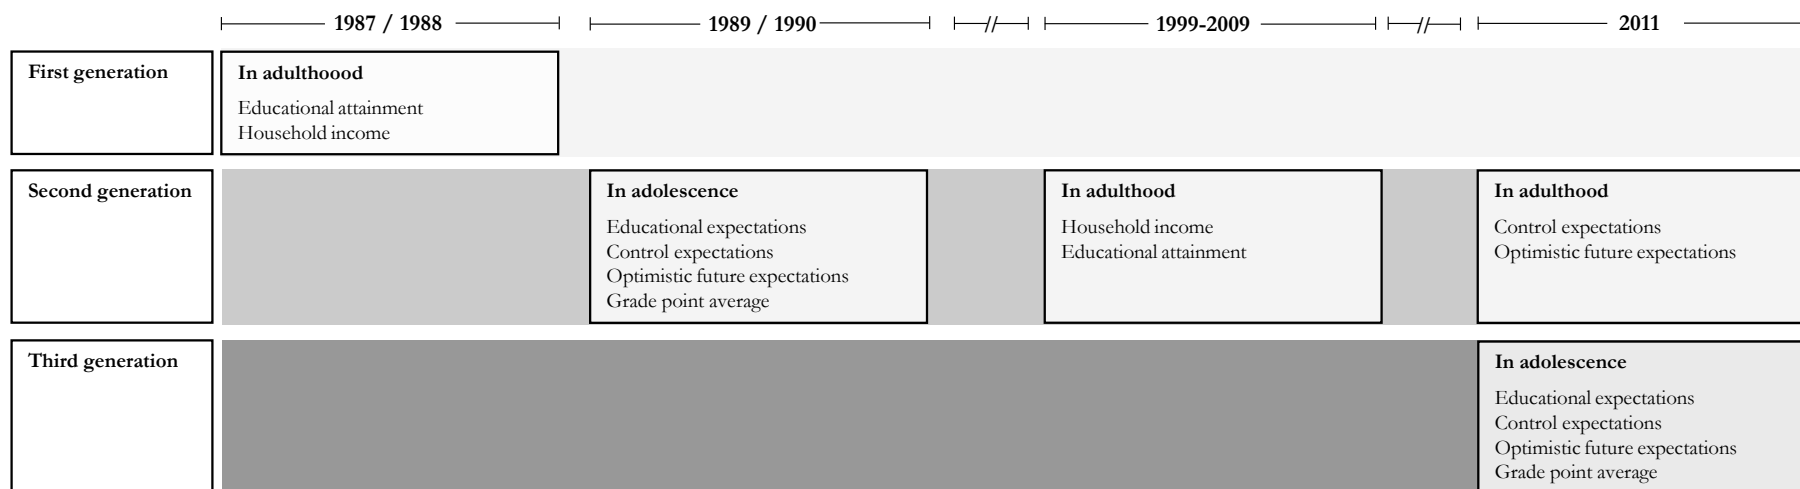 1987 / 1988
1989 / 1990
//
1999-2009
//
2011
First generation
In adulthoood
Educational attainment
Household income
Second generation
In adolescence
Educational expectations
Control expectations
Optimistic future expectations
Grade point average
In adulthood
Household income
Educational attainment
In adulthood
Control expectations
Optimistic future expectations
Third generation
In adolescence
Educational expectations
Control expectations
Optimistic future expectations
Grade point average